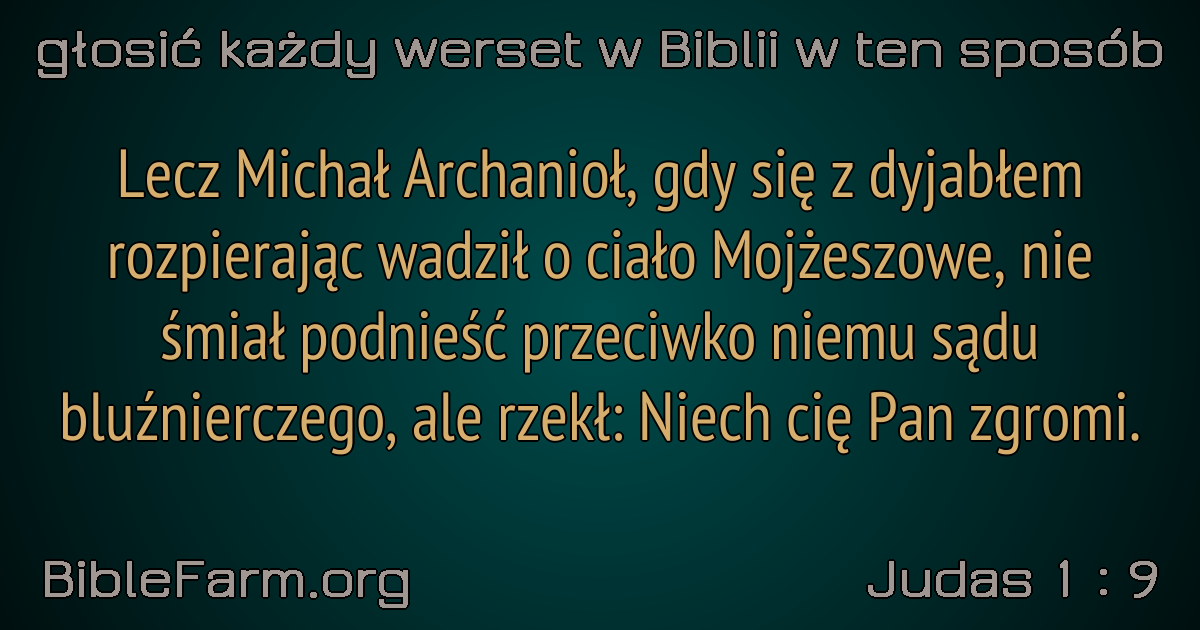 głosić każdy werset w Biblii w ten sposób
Lecz Michał Archanioł, gdy się z dyjabłem
rozpierając wadził o ciało Mojżeszowe, nie
śmiał podnieść przeciwko niemu sądu
bluźnierczego, ale rzekł: Niech cię Pan zgromi.
BibleFarm.org
Judas 1 : 9